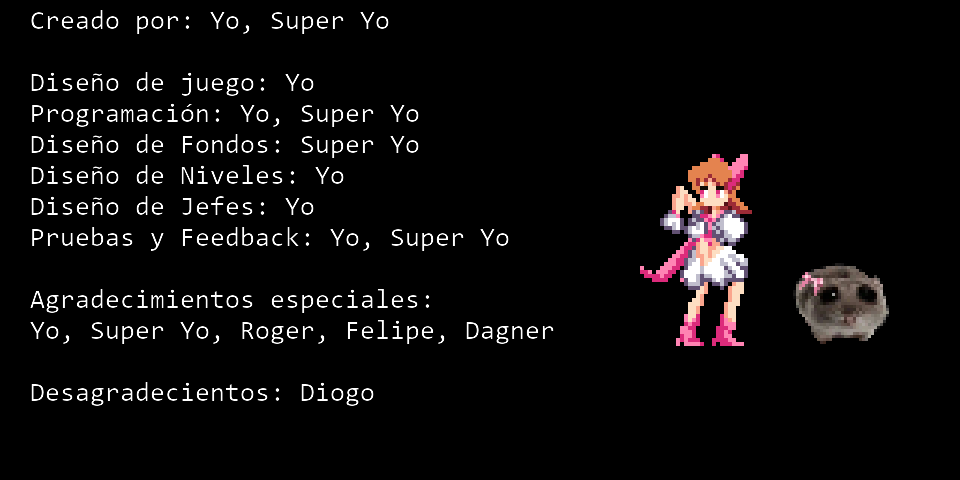 Creado por: Yo, Super Yo
Diseño de juego: Yo
Programación: Yo, Super Yo
Diseño de Fondos: Super Yo
Diseño de Niveles: Yo
Diseño de Jefes: Yo
Pruebas y Feedback: Yo, Super Yo
Agradecimientos especiales:
Yo, Super Yo, Roger, Felipe, Dagner
Desagradecientos: Diogo